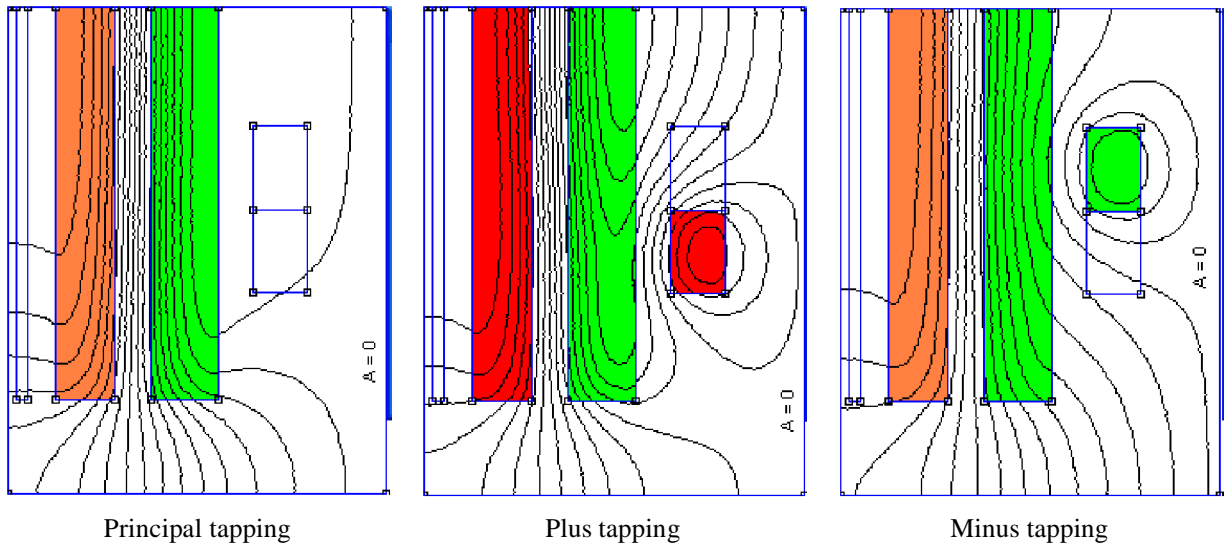 A = 0
A = 0
A = 0
Principal tapping
Plus tapping
Minus tapping